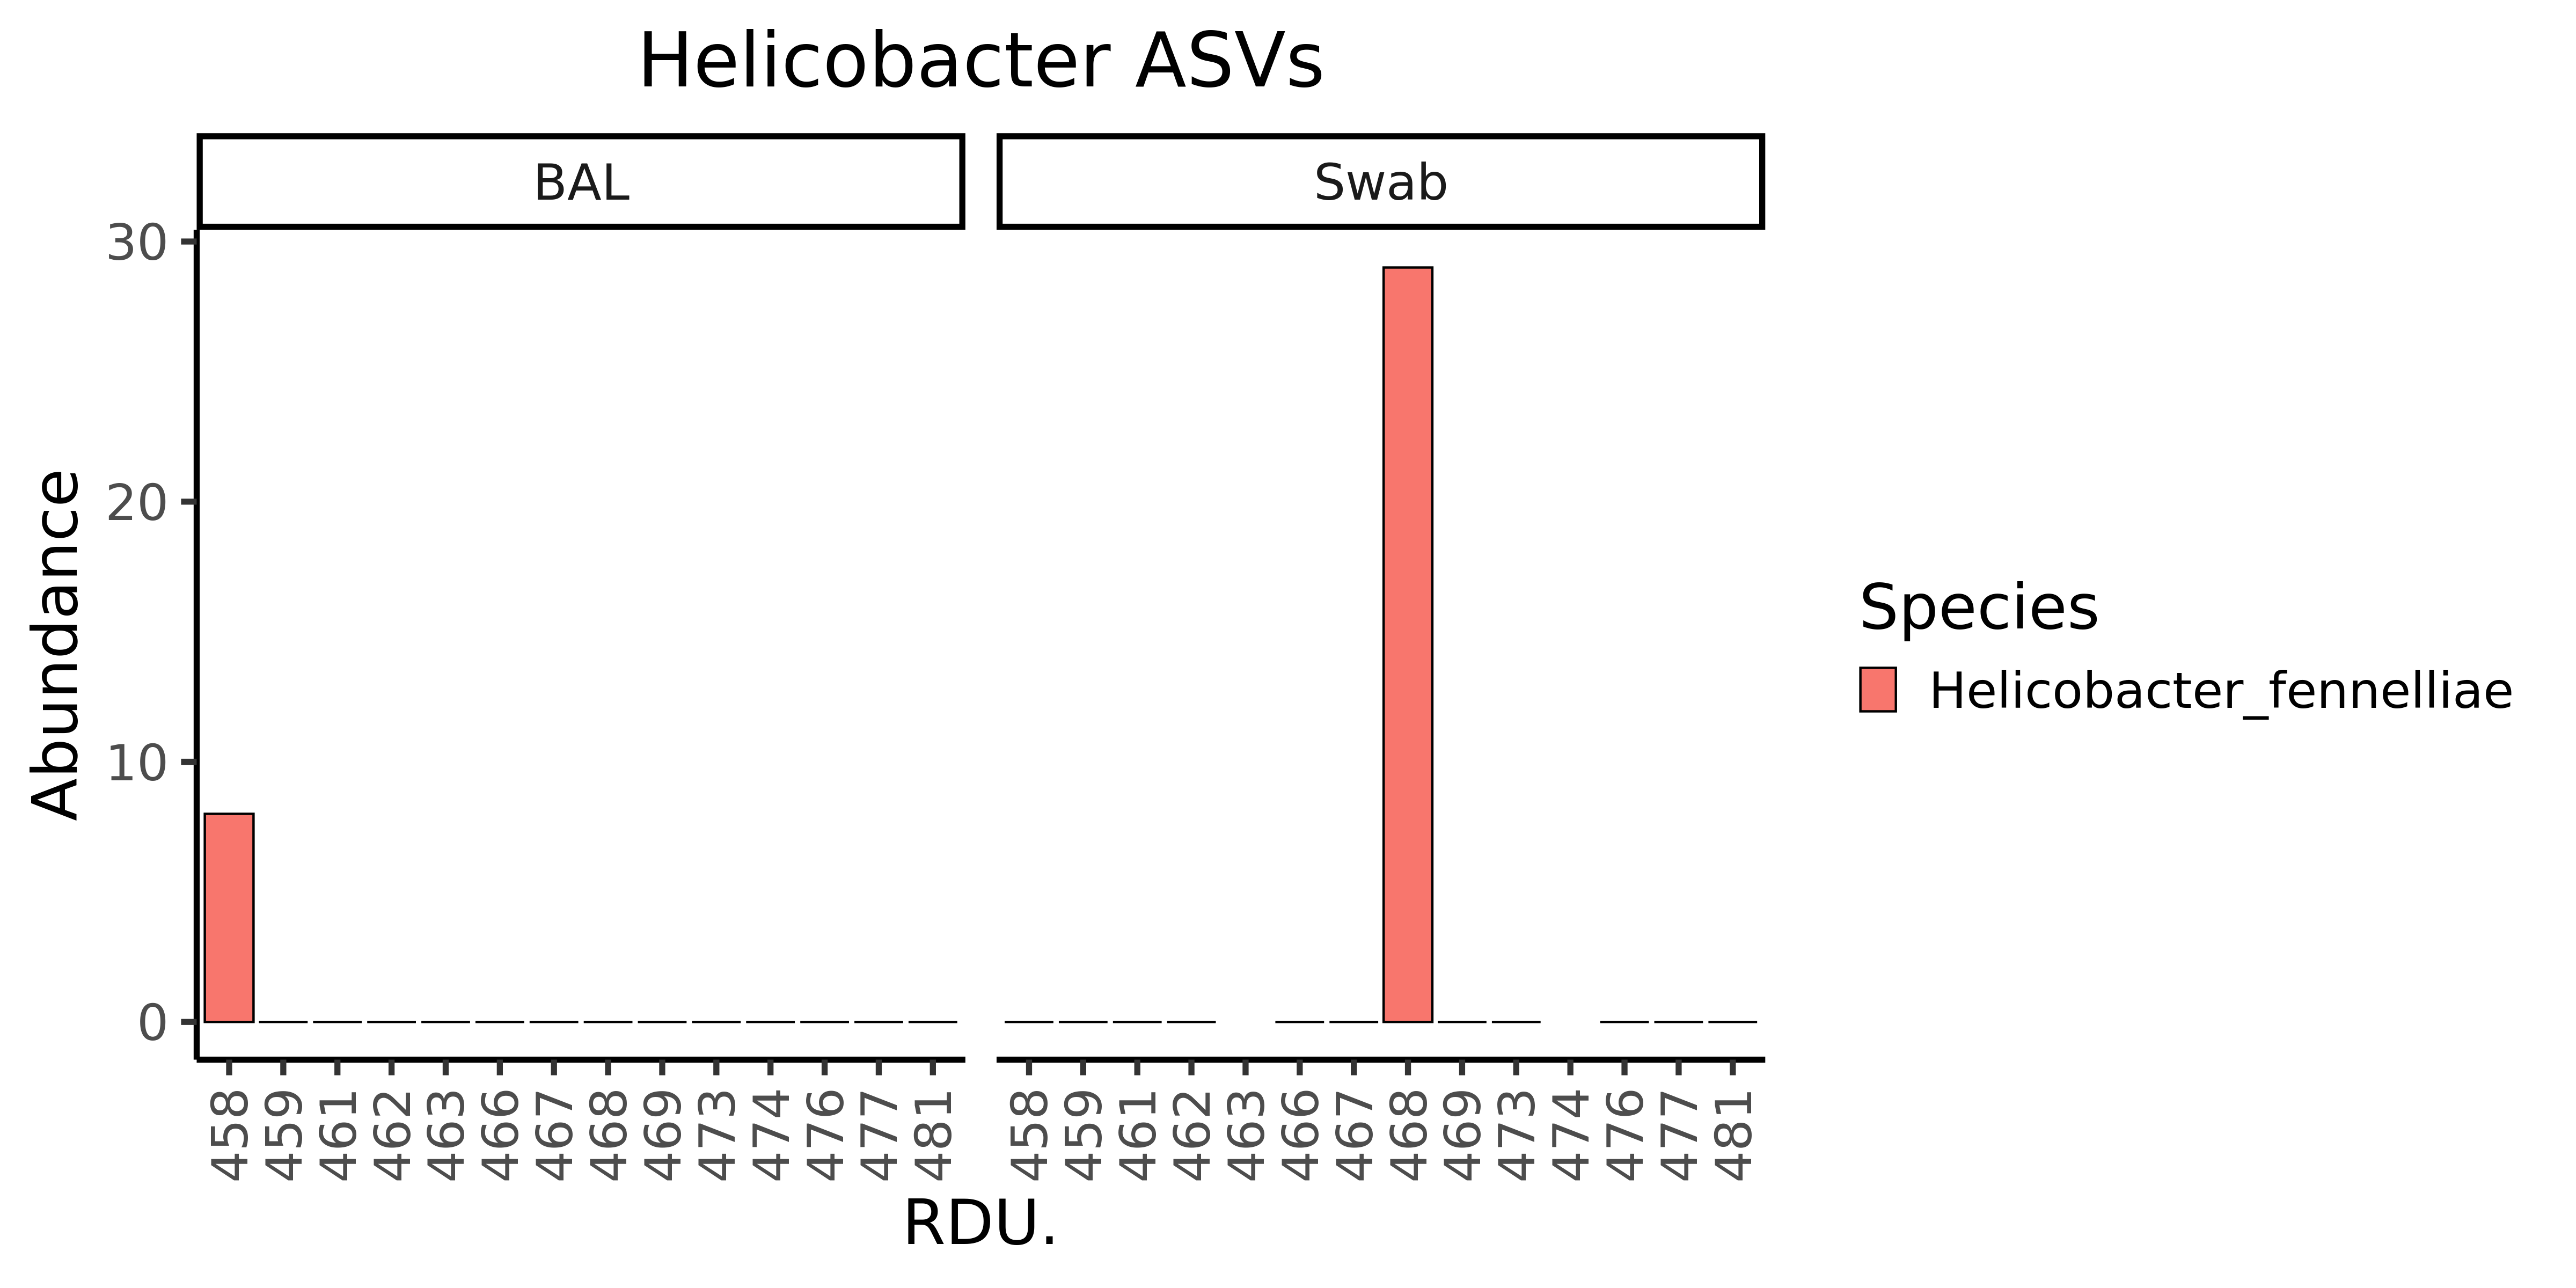 Helicobacter ASVs
BAL
Swab
30
20
10
0
Abundance
458 459 461 462 463 466 467 468 469 473 474 476 477 481
458 459 461 462 463 466 467 468 469 473 474 476 477 481
RDU.
Species
Helicobacter_fennelliae